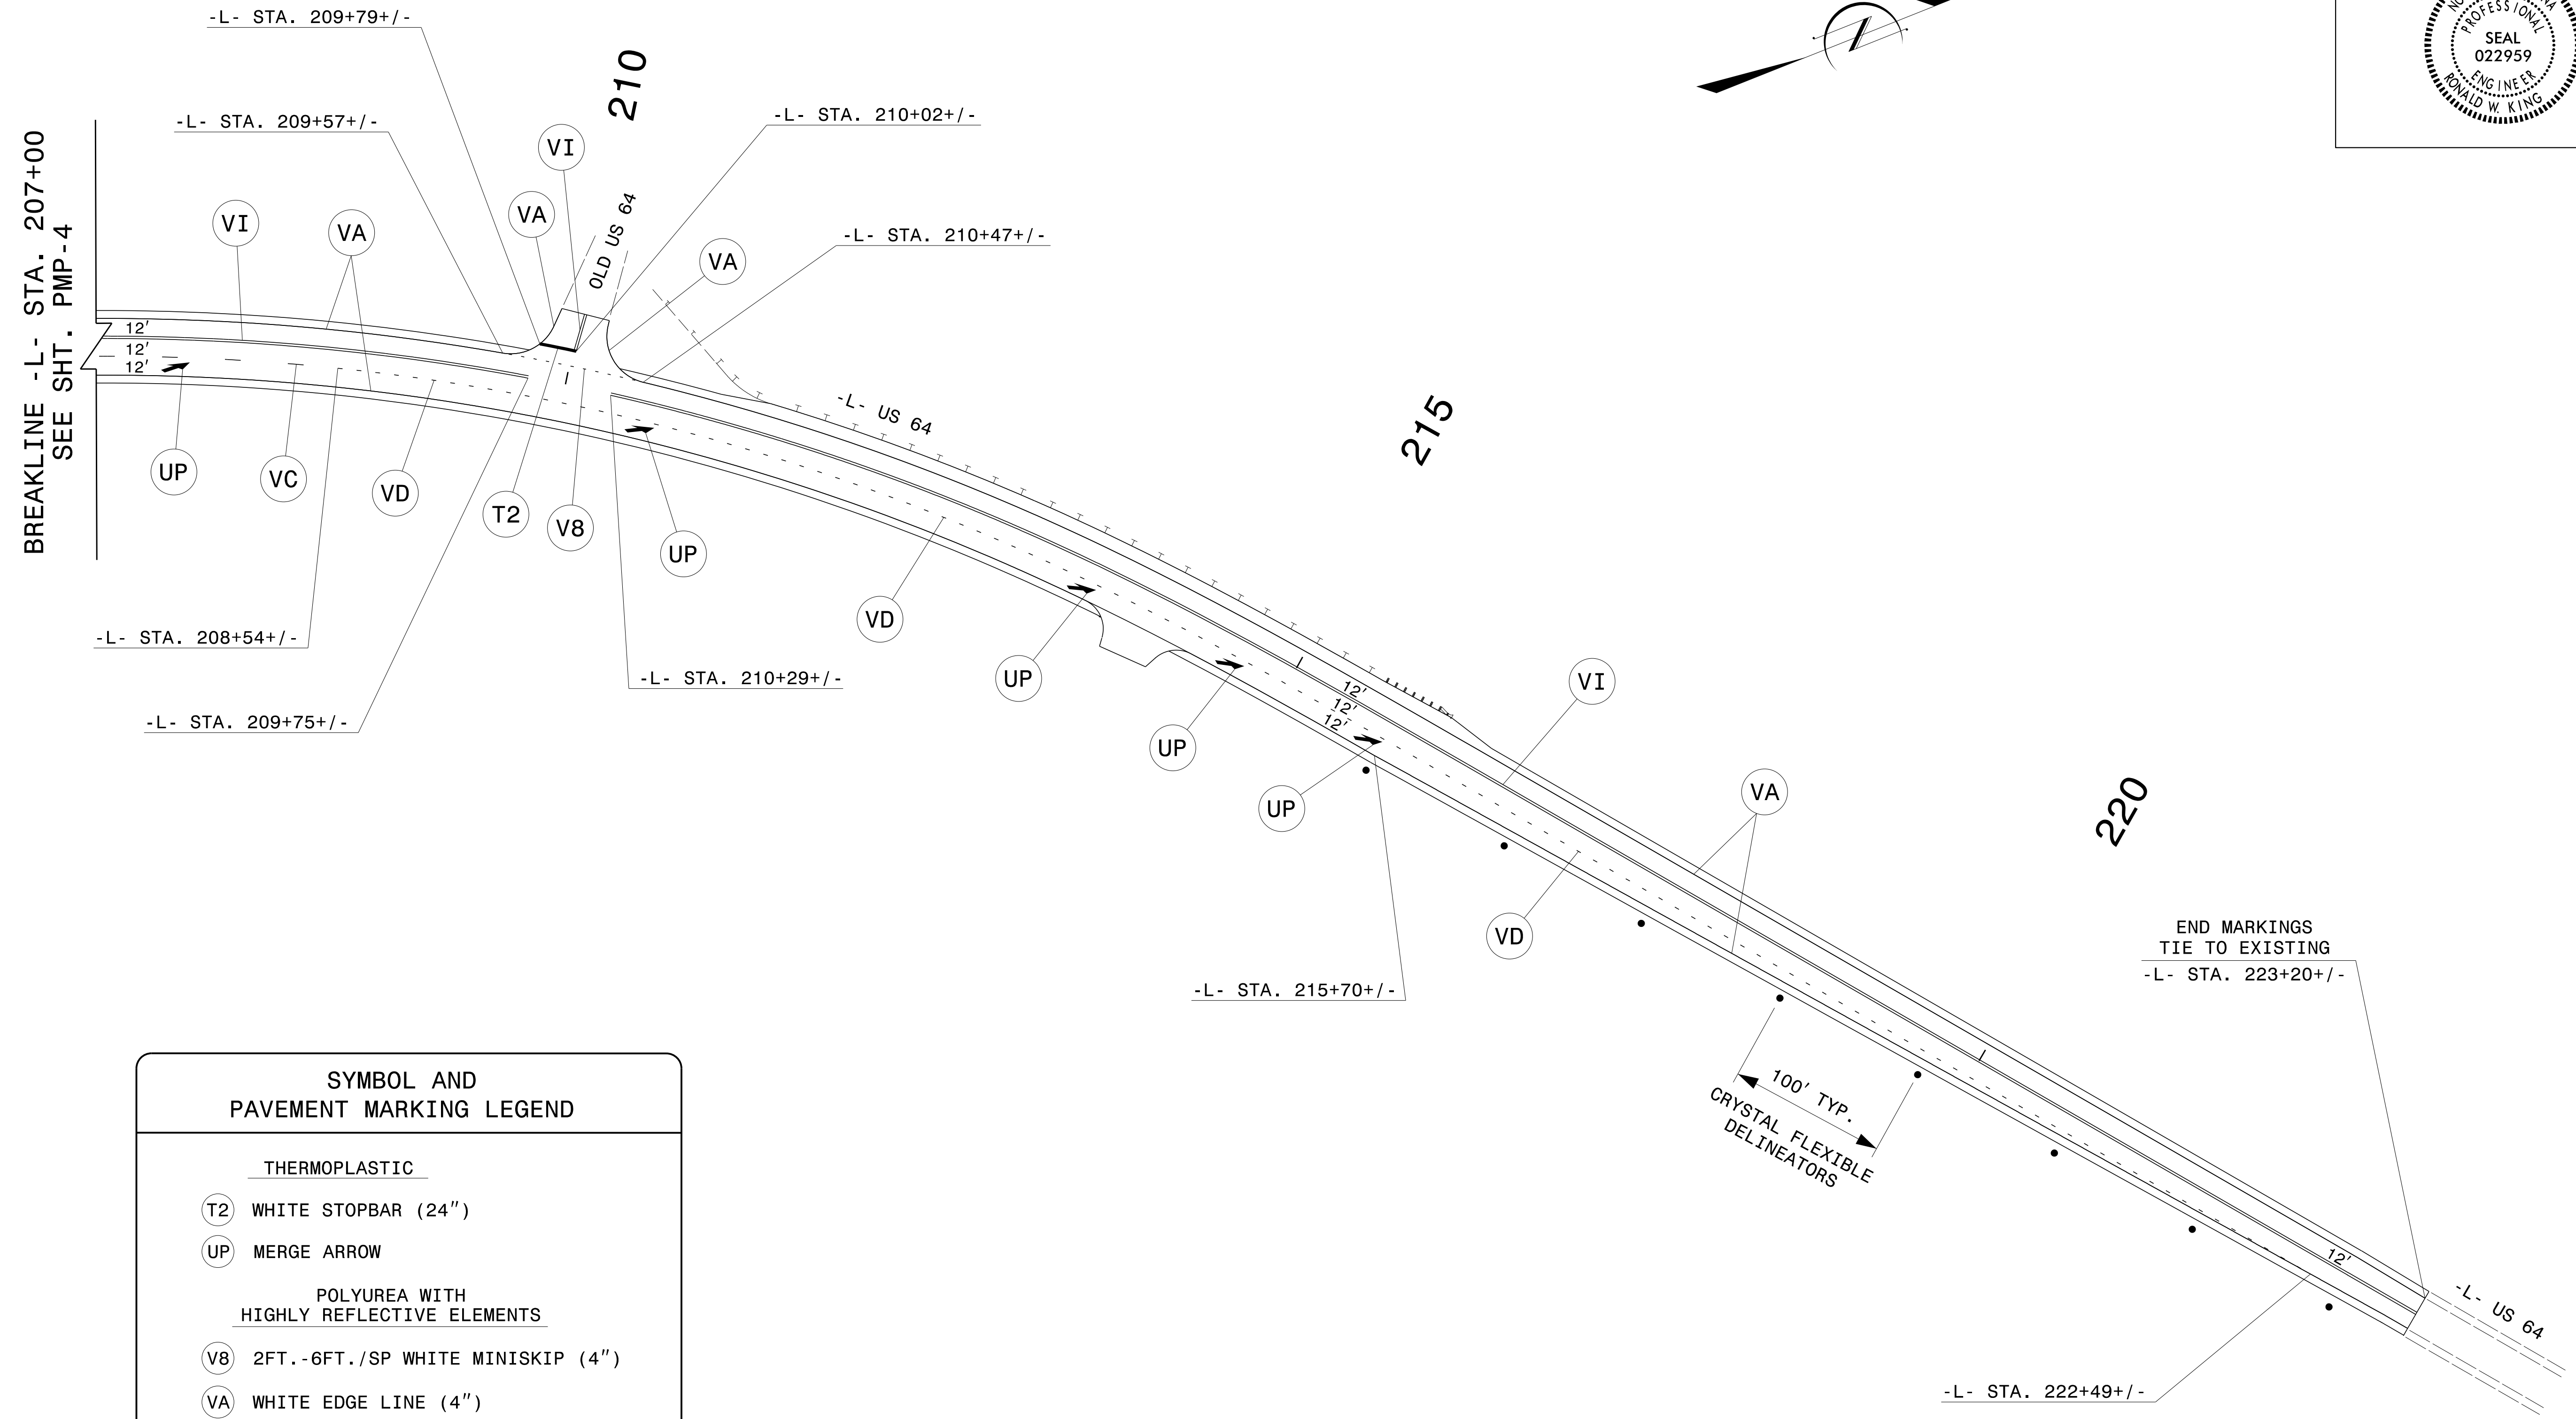 -L- STA. 209+79+/-
210
-L- STA. 209+57+/-
-L- STA. 210+02+/-
VI
VA
OLD US 64
-L- STA. 210+47+/-
VI
VA
VA
BREAKLINE -L- STA. 207+00
SEE SHT. PMP-4
12'
12'
12'
-L- US 64
UP
VC
VD
T2
V8
UP
VD
UP
UP
UP
-L- STA. 208+54+/-
-L- STA. 210+29+/-
-L- STA. 209+75+/-
215
12'
12'
12'
VI
VA
VD
-L- STA. 215+70+/-
220
END MARKINGS
TIE TO EXISTING
-L- STA. 223+20+/-
100' TYP.
CRYSTAL FLEXIBLE
DELINEATORS
12'
-L- US 64
-L- STA. 222+49+/-
PROFESSIONAL
SEAL
022959
ENGINEER
RONALD W. KING
N
SYMBOL AND
PAVEMENT MARKING LEGEND
THERMOPLASTIC
T2 WHITE STOPBAR (24")
UP MERGE ARROW
POLYUREA WITH
HIGHLY REFLECTIVE ELEMENTS
V8 2FT.-6FT./SP WHITE MINISKIP (4")
VA WHITE EDGE LINE (4")